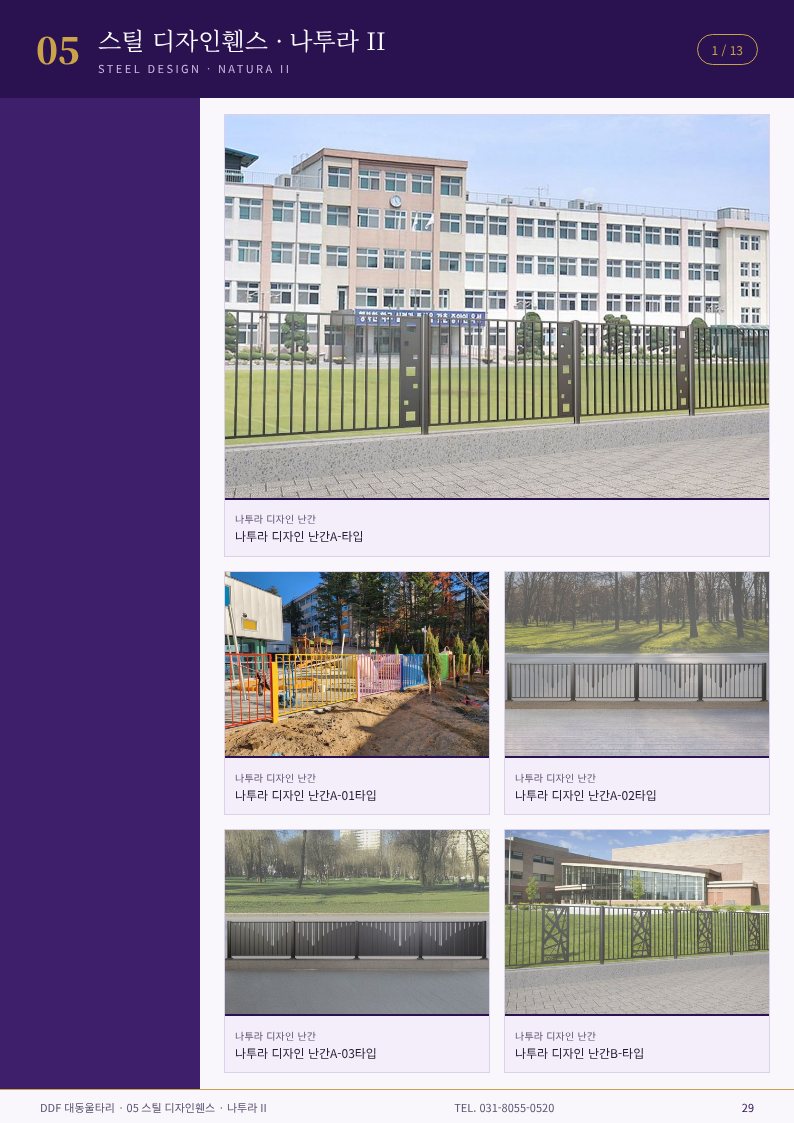 05
스틸 디자인휀스 · 나투라 II
STEEL DESIGN · NATURA II
1 / 13
나투라 디자인 난간
나투라 디자인 난간A-타입
나투라 디자인 난간
나투라 디자인 난간A-01타입
나투라 디자인 난간
나투라 디자인 난간A-02타입
나투라 디자인 난간
나투라 디자인 난간A-03타입
나투라 디자인 난간
나투라 디자인 난간B-타입
DDF 대동울타리 · 05 스틸 디자인휀스 · 나투라 II
TEL. 031-8055-0520
29